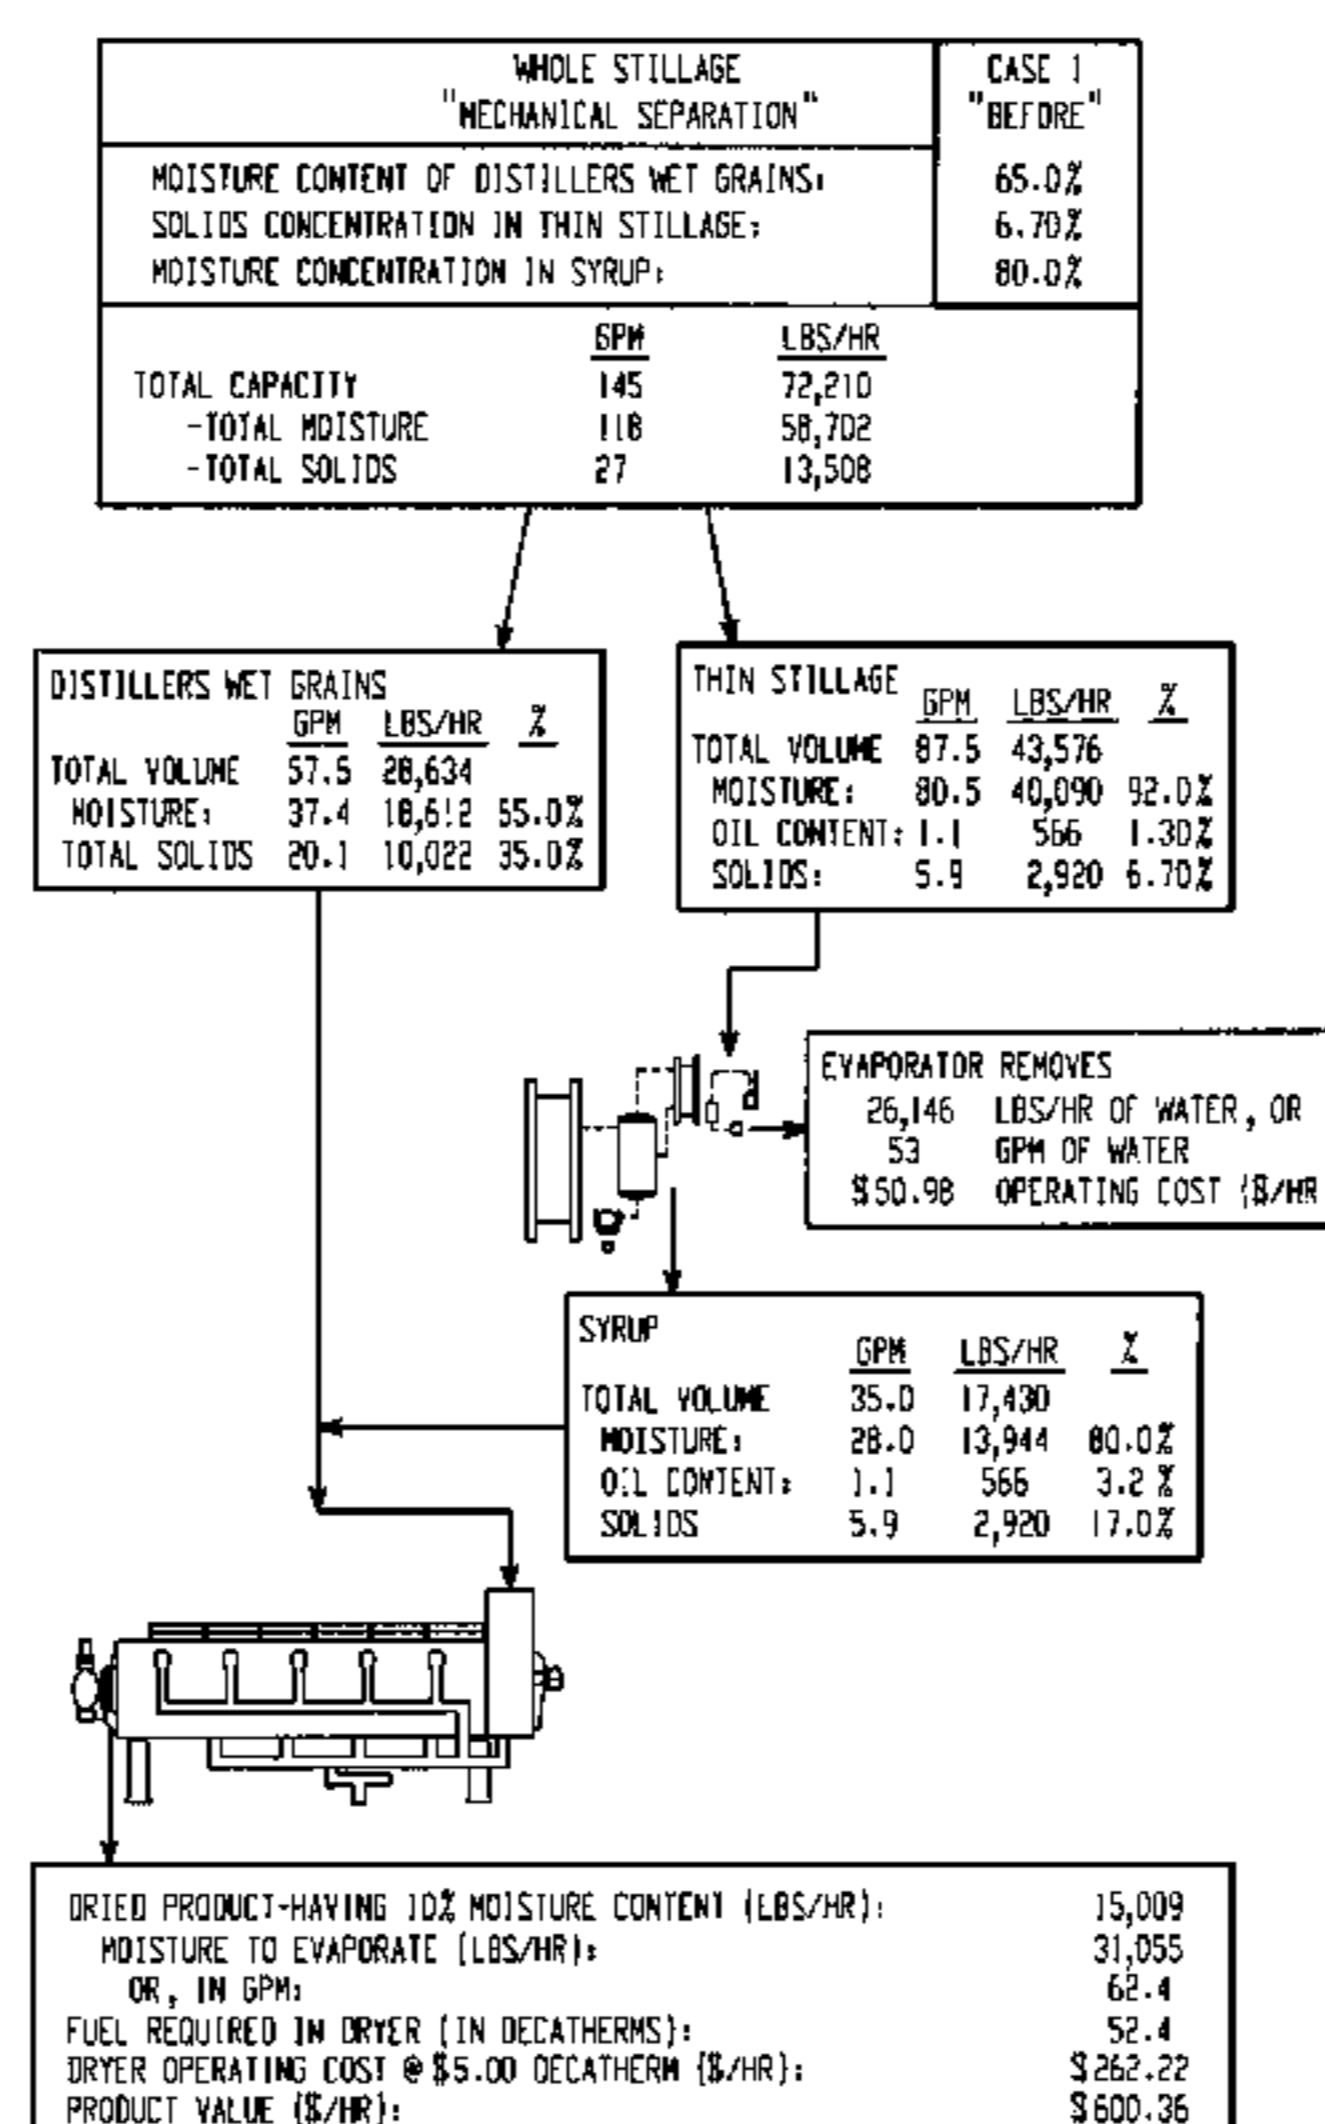 WHOLE STILLAGE
"MECHANICAL SEPARATION"
CASE 1
"BEFORE"
MOISTURE CONTENT OF DISTILLERS WET GRAINS: 65.0%
SOLIDS CONCENTRATION IN THIN STILLAGE: 6.70%
MOISTURE CONCENTRATION IN SYRUP: 80.0%
GPM LBS/HR
TOTAL CAPACITY 145 72,210
-TOTAL MOISTURE 118 58,702
-TOTAL SOLIDS 27 13,508
DISTILLERS WET GRAINS
GPM LBS/HR %
TOTAL VOLUME 57.5 28,634
MOISTURE: 37.4 18,612 65.0%
TOTAL SOLIDS 20.1 10,022 35.0%
THIN STILLAGE
GPM LBS/HR %
TOTAL VOLUME 87.5 43,576
MOISTURE: 80.5 40,090 92.0%
OIL CONTENT: 1.1 566 1.30%
SOLIDS: 5.9 2,920 6.70%
EVAPORATOR REMOVES
26,146 LBS/HR OF WATER, OR
53 GPM OF WATER
$50.98 OPERATING COST ($/HR
SYRUP
GPM LBS/HR %
TOTAL VOLUME 35.0 17,430
MOISTURE: 28.0 13,944 80.0%
OIL CONTENT: 1.1 566 3.2 %
SOLIDS 5.9 2,920 17.0%
DRIED PRODUCT-HAVING 10% MOISTURE CONTENT (LBS/HR): 15,009
MOISTURE TO EVAPORATE (LBS/HR): 31,055
OR, IN GPM: 62.4
FUEL REQUIRED IN DRYER (IN DECATHERMS): 52.4
DRYER OPERATING COST @ $5.00 DECATHERM ($/HR): $262.22
PRODUCT VALUE ($/HR): $600.36